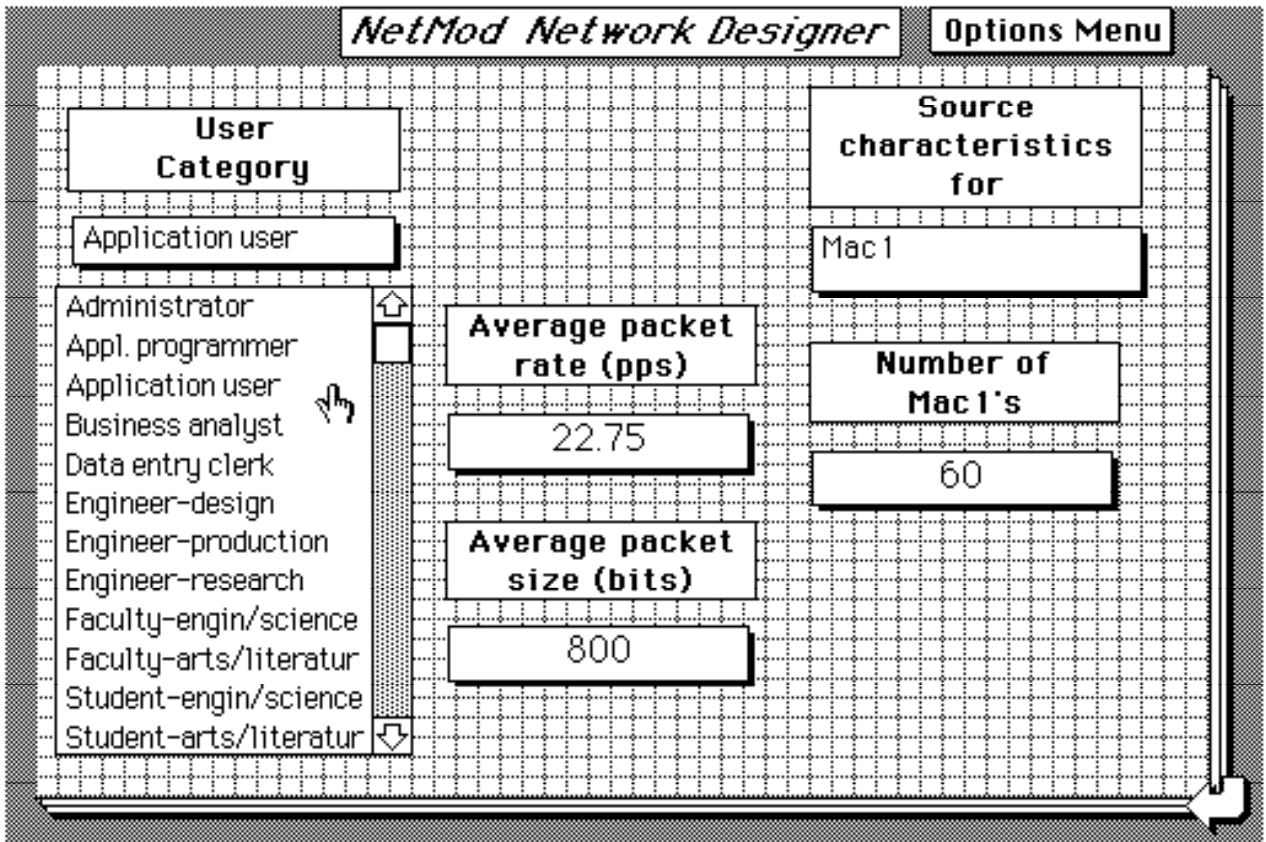 NetMod Network Designer
Options Menu
User
Category
Application user
Administrator
Appl. programmer
Application user
Business analyst
Data entry clerk
Engineer-design
Engineer-production
Engineer-research
Faculty-engin/science
Faculty-arts/literatur
Student-engin/science
Student-arts/literatur
Average packet
rate (pps)
22.75
Average packet
size (bits)
800
Source
characteristics
for
Mac1
Number of
Mac1's
60